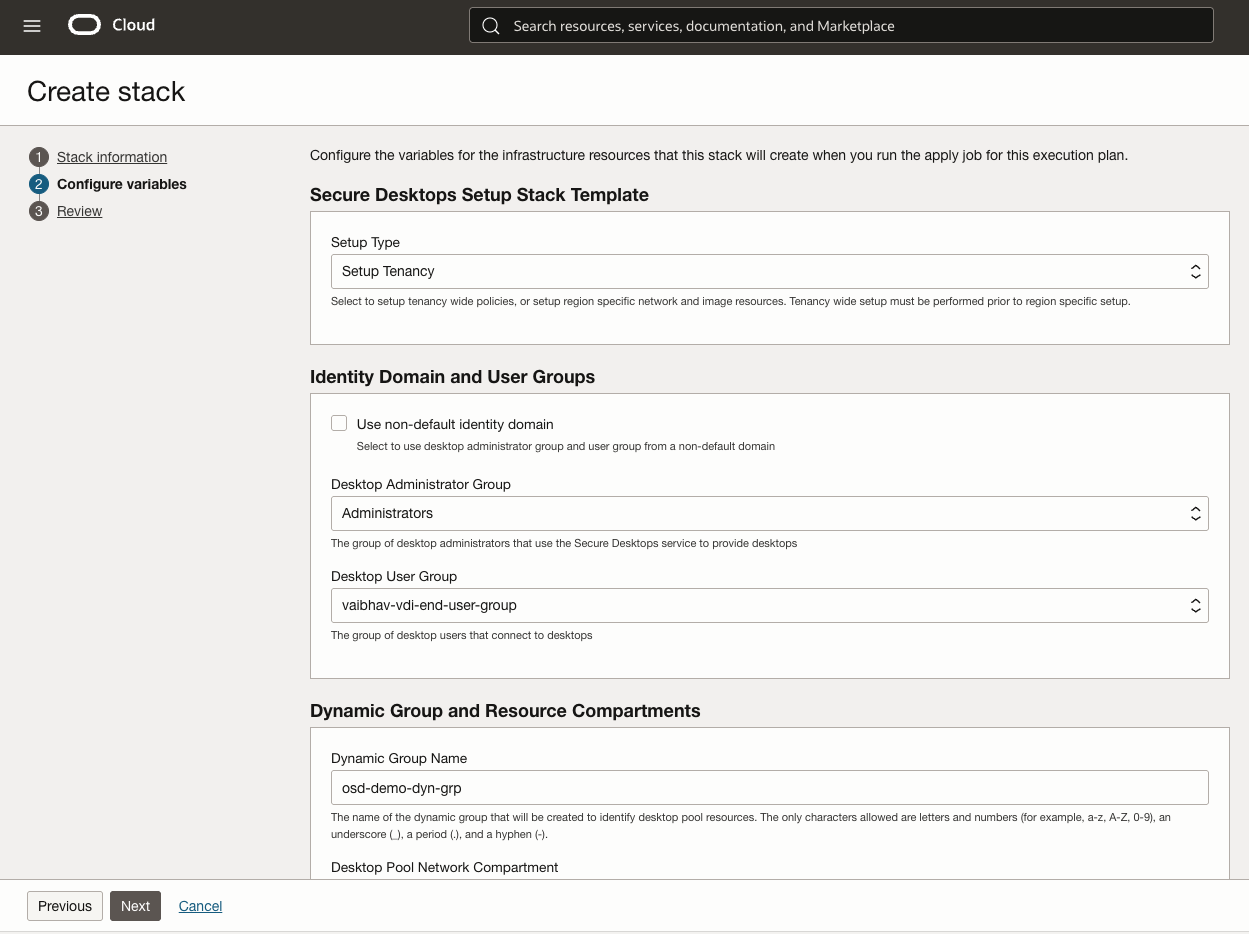 Cloud
Search resources, services, documentation, and Marketplace
Create stack
1 Stack information
2 Configure variables
3 Review
Configure the variables for the infrastructure resources that this stack will create when you run the apply job for this execution plan.
Secure Desktops Setup Stack Template
Setup Type
Setup Tenancy
Select to setup tenancy wide policies, or setup region specific network and image resources. Tenancy wide setup must be performed prior to region specific setup.
Identity Domain and User Groups
Use non-default identity domain
Select to use desktop administrator group and user group from a non-default domain
Desktop Administrator Group
Administrators
The group of desktop administrators that use the Secure Desktops service to provide desktops
Desktop User Group
vaibhav-vdi-end-user-group
The group of desktop users that connect to desktops
Dynamic Group and Resource Compartments
Dynamic Group Name
osd-demo-dyn-grp
The name of the dynamic group that will be created to identify desktop pool resources. The only characters allowed are letters and numbers (for example, a-z, A-Z, 0-9), an
underscore (_), a period (.), and a hyphen (-).
Desktop Pool Network Compartment
Previous Next Cancel